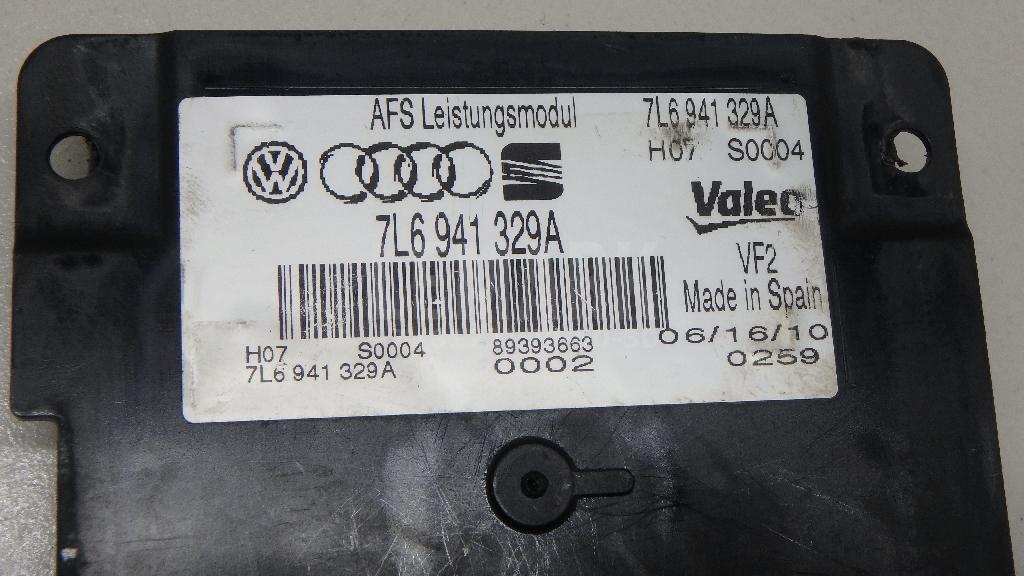 AFS Leistungsmodul 7L6 941 329A
H07 S0004
Valeo
7L6 941 329A
VF2
Made in Spain
06/16/10
H07 S0004 89393663
7L6 941 329A 0002 0259